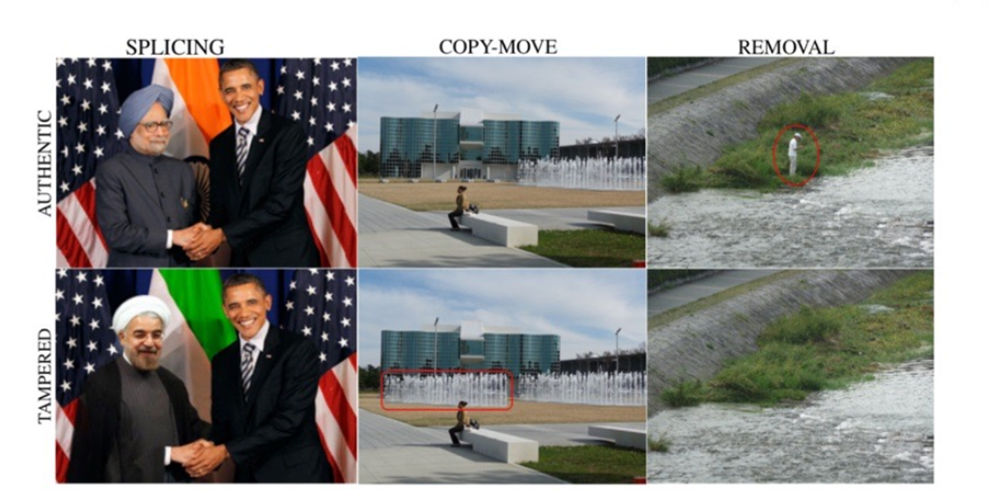 SPLICING COPY-MOVE REMOVAL
AUTHENTIC
TAMPERED